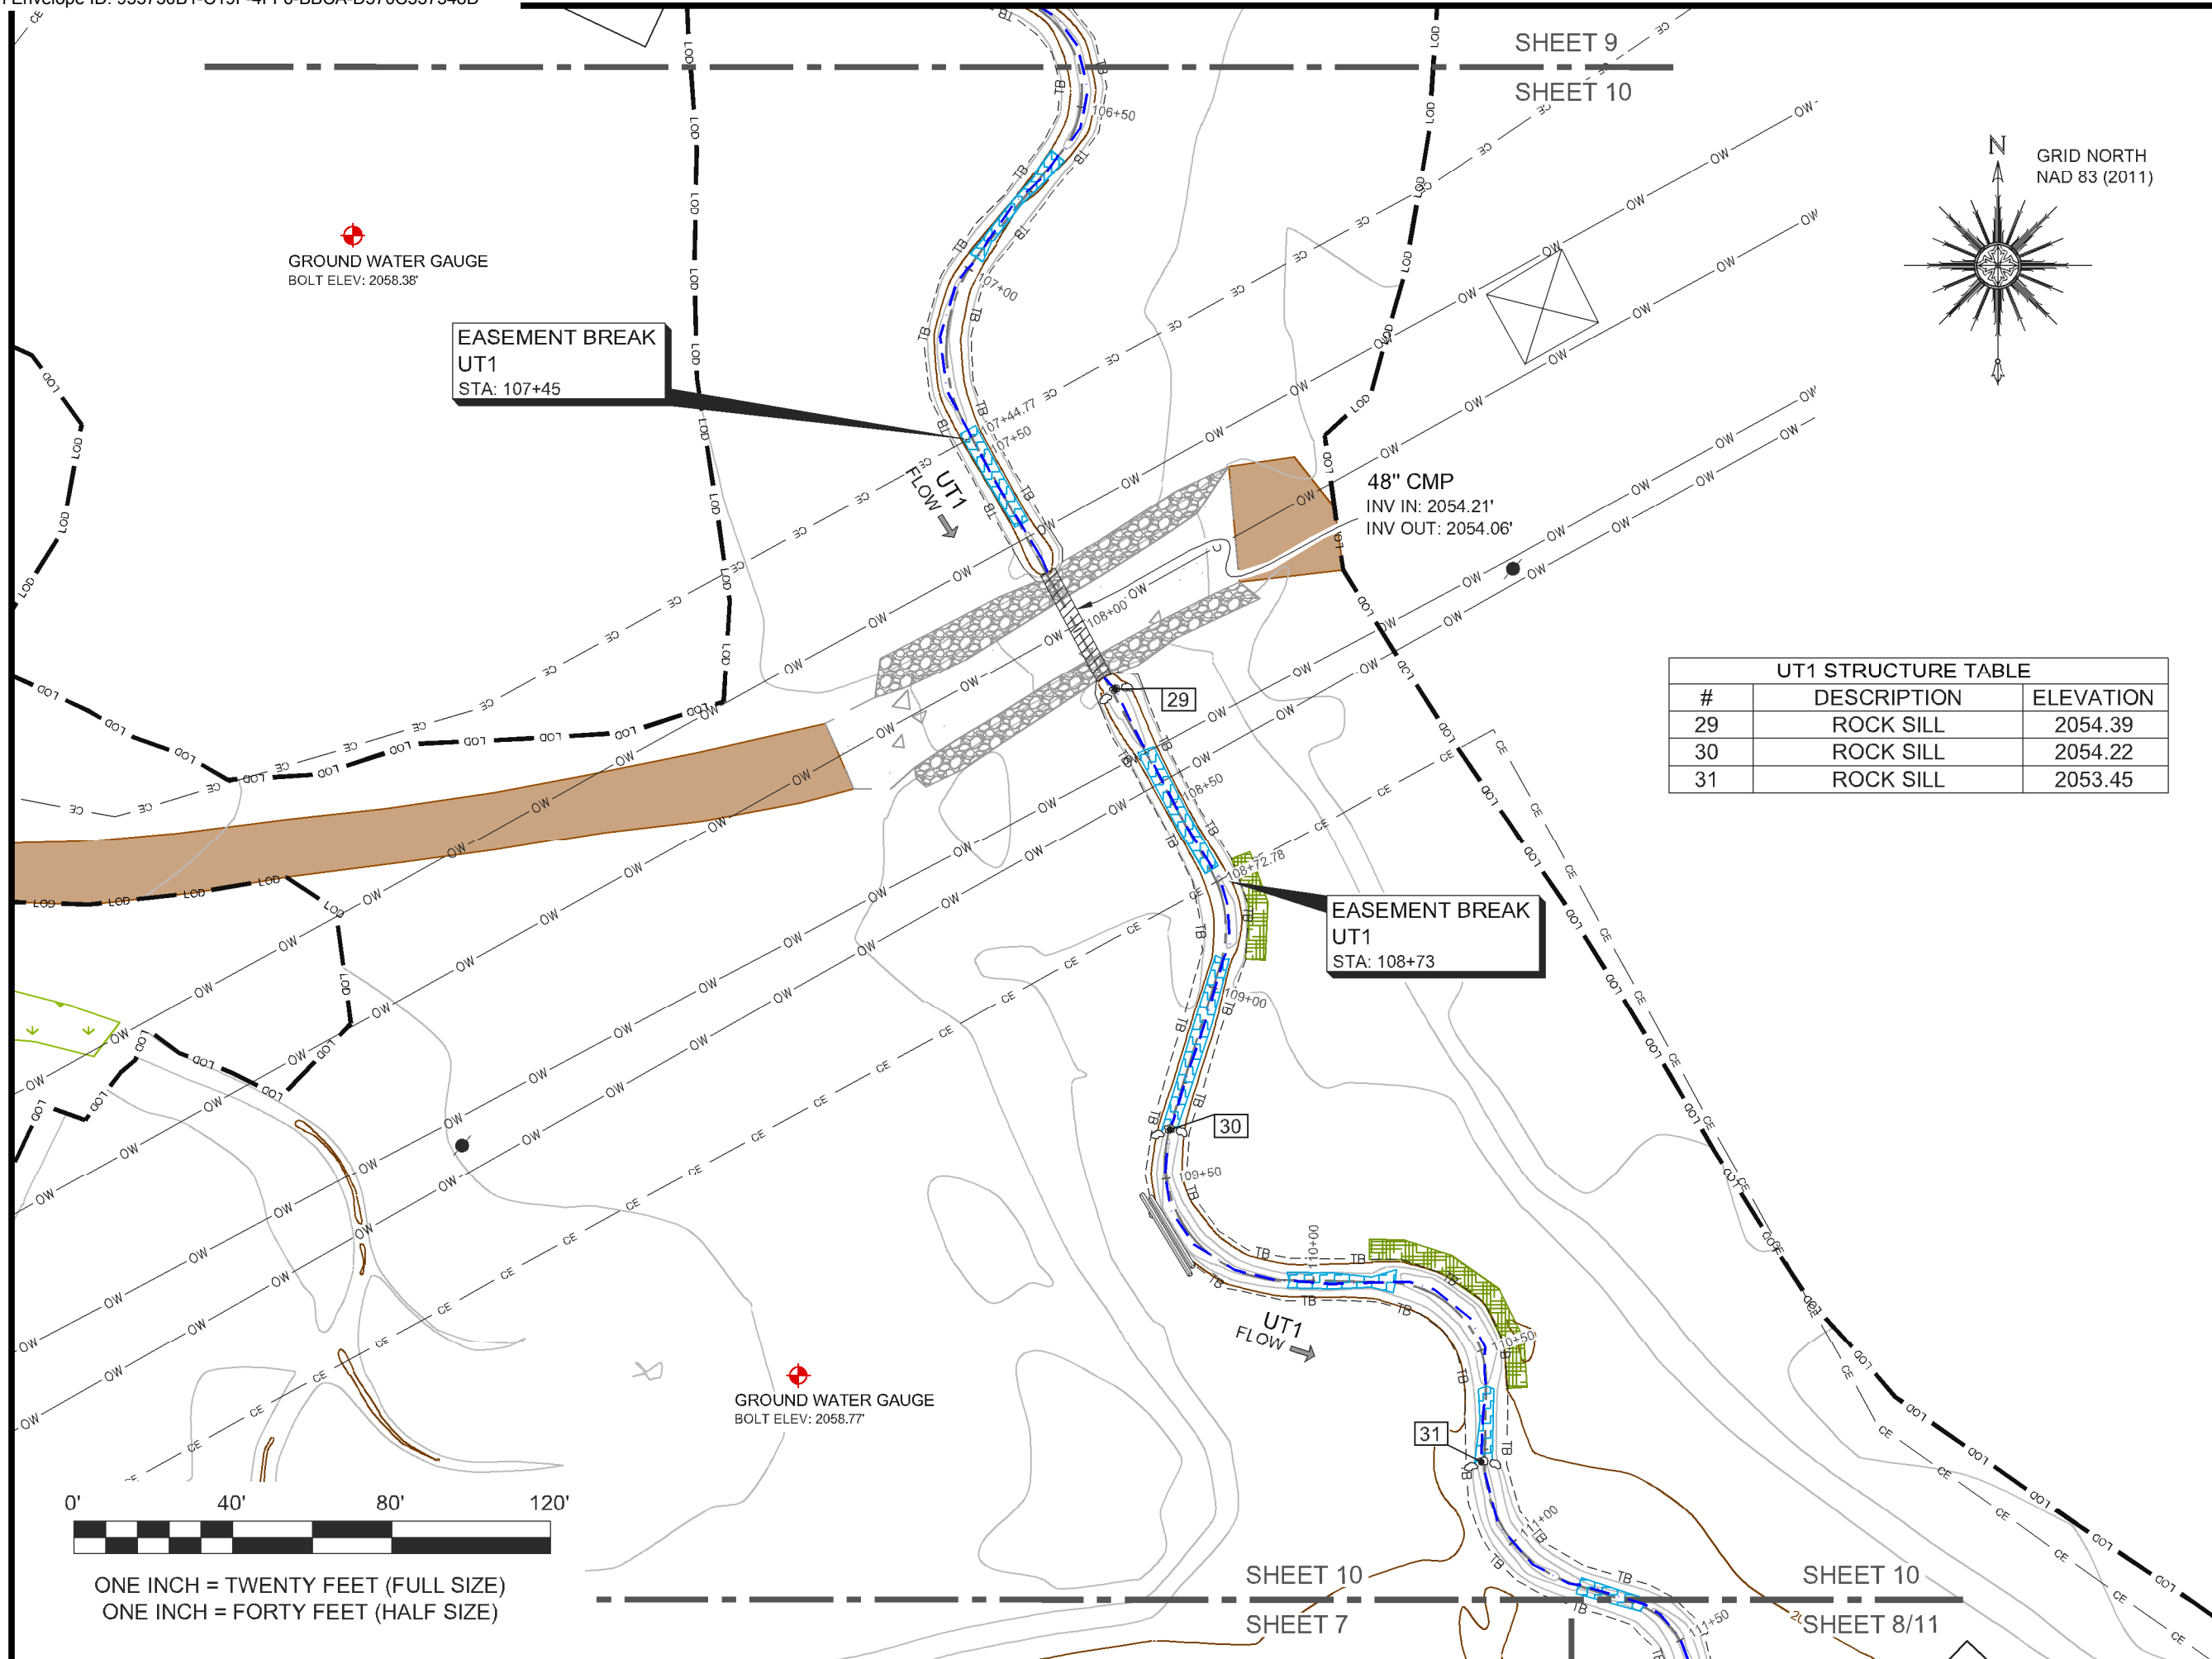 SHEET 9
SHEET 10
106+50
N
GRID NORTH
NAD 83 (2011)
GROUND WATER GAUGE
BOLT ELEV: 2058.38'
107+00
EASEMENT BREAK
UT1
STA: 107+45
107+44.77
107+50
UT1
FLOW
48" CMP
INV IN: 2054.21'
INV OUT: 2054.06'
108+00
29
UT1 STRUCTURE TABLE
# DESCRIPTION ELEVATION
29 ROCK SILL 2054.39
30 ROCK SILL 2054.22
31 ROCK SILL 2053.45
108+50
108+72.78
EASEMENT BREAK
UT1
STA: 108+73
109+00
30
109+50
110+00
UT1
FLOW
110+50
GROUND WATER GAUGE
BOLT ELEV: 2058.77'
31
0' 40' 80' 120'
111+00
ONE INCH = TWENTY FEET (FULL SIZE)
ONE INCH = FORTY FEET (HALF SIZE)
SHEET 10
SHEET 7
SHEET 10
SHEET 8/11
111+50
LOD
CE
OW
TB